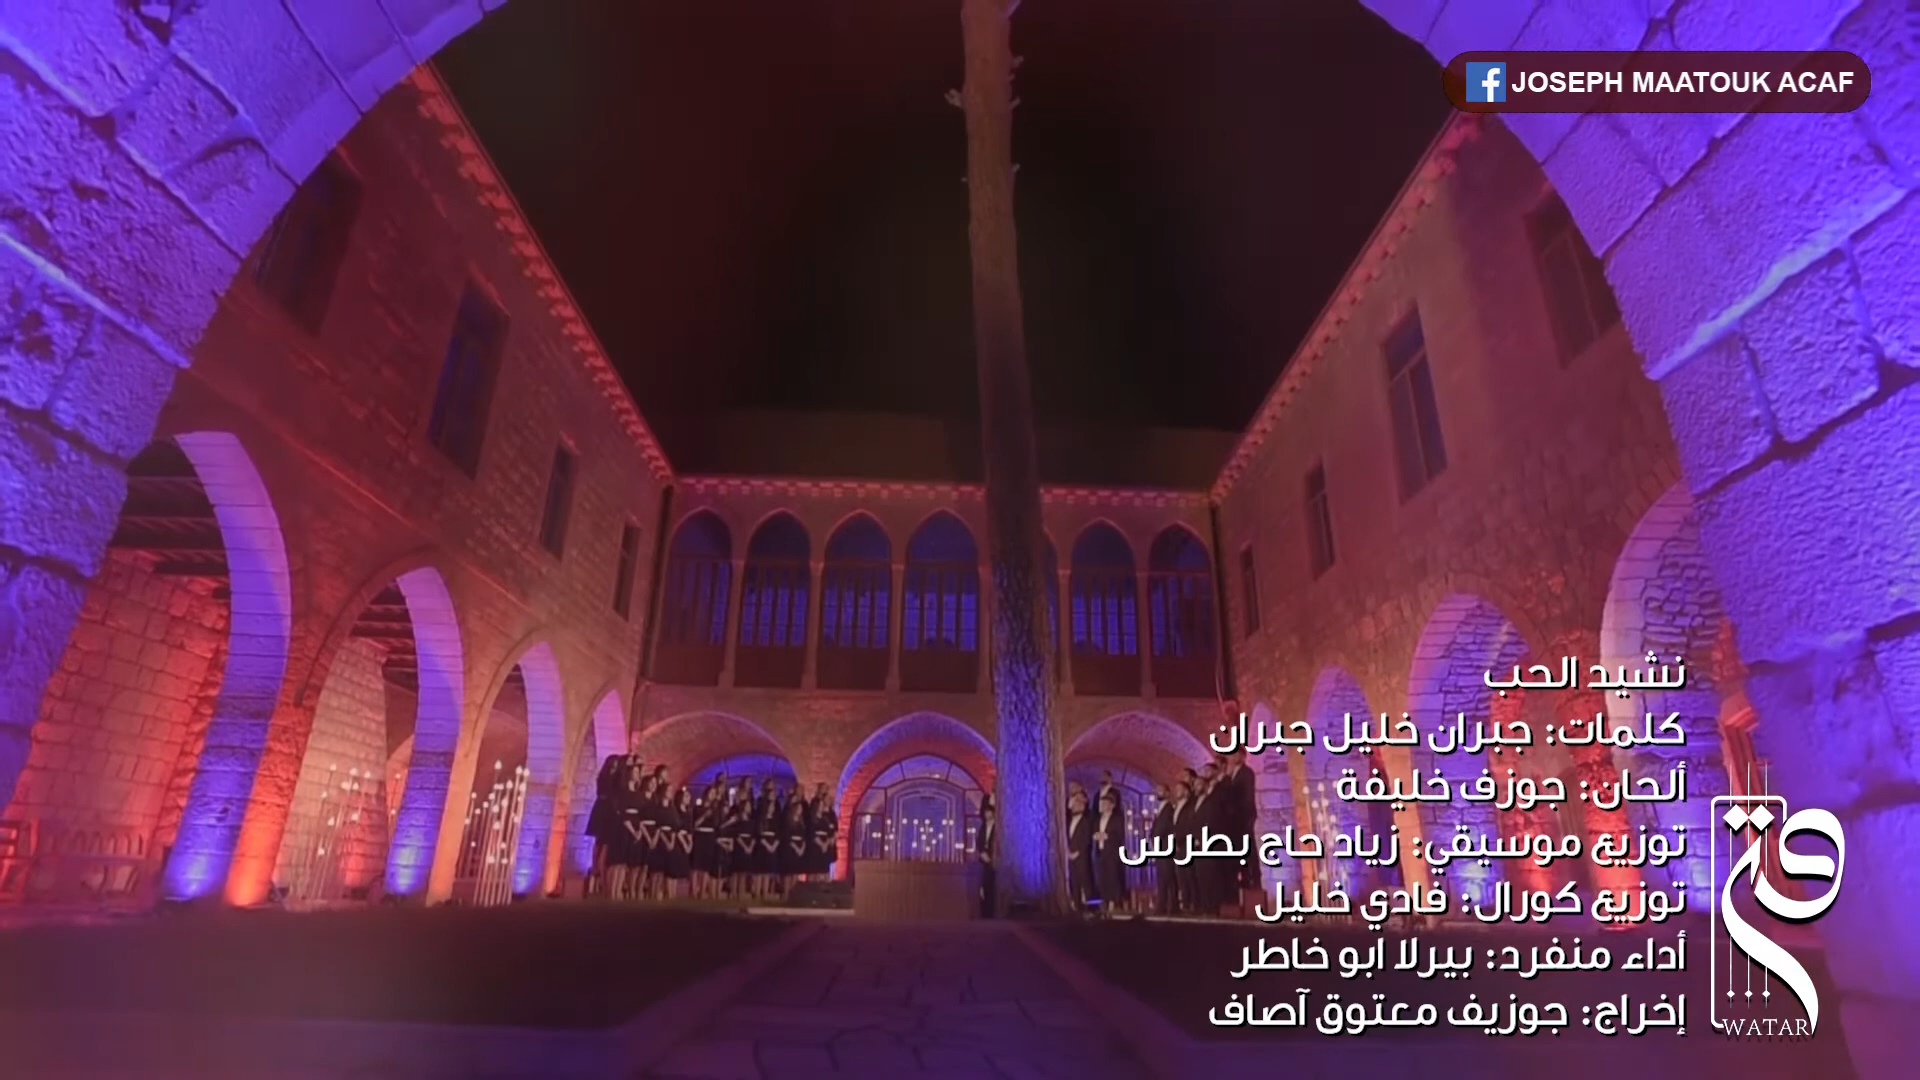 JOSEPH MAATOUK ACAF
نشيد الحب
كلمات: جبران خليل جبران
ألحان: جوزف خليفة
توزيع موسيقي: زياد حاج بطرس
توزيع كورال: فادي خليل
أداء منفرد: بيرلا ابو خاطر
إخراج: جوزيف معتوق آصاف
WATAR